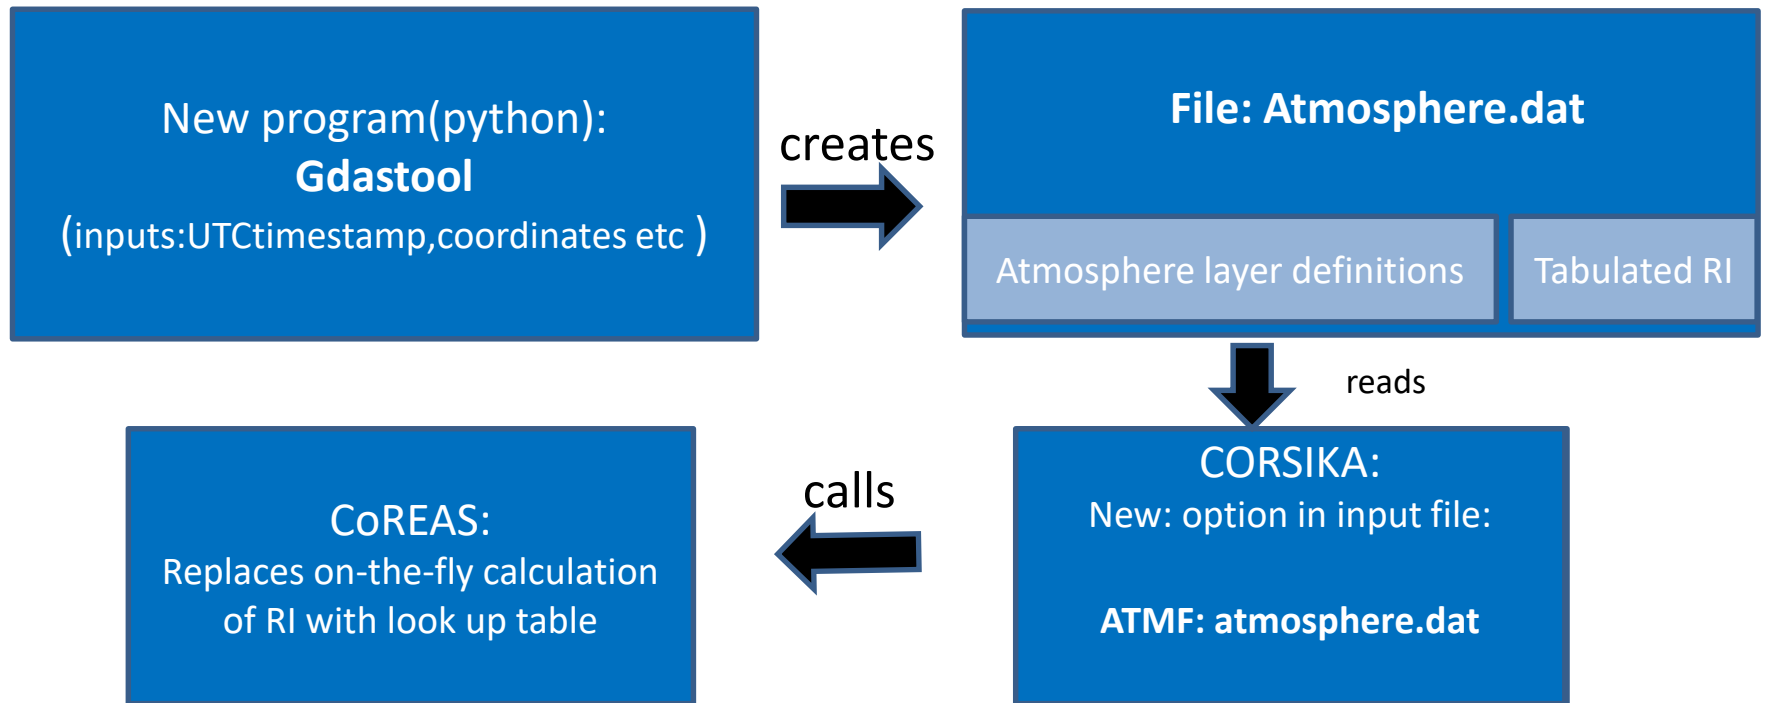 New program(python):
Gdastool
(inputs:UTCtimestamp,coordinates etc )
creates
File: Atmosphere.dat
Atmosphere layer definitions
Tabulated RI
reads
CORSIKA:
New: option in input file:
ATMF: atmosphere.dat
calls
CoREAS:
Replaces on-the-fly calculation
of RI with look up table